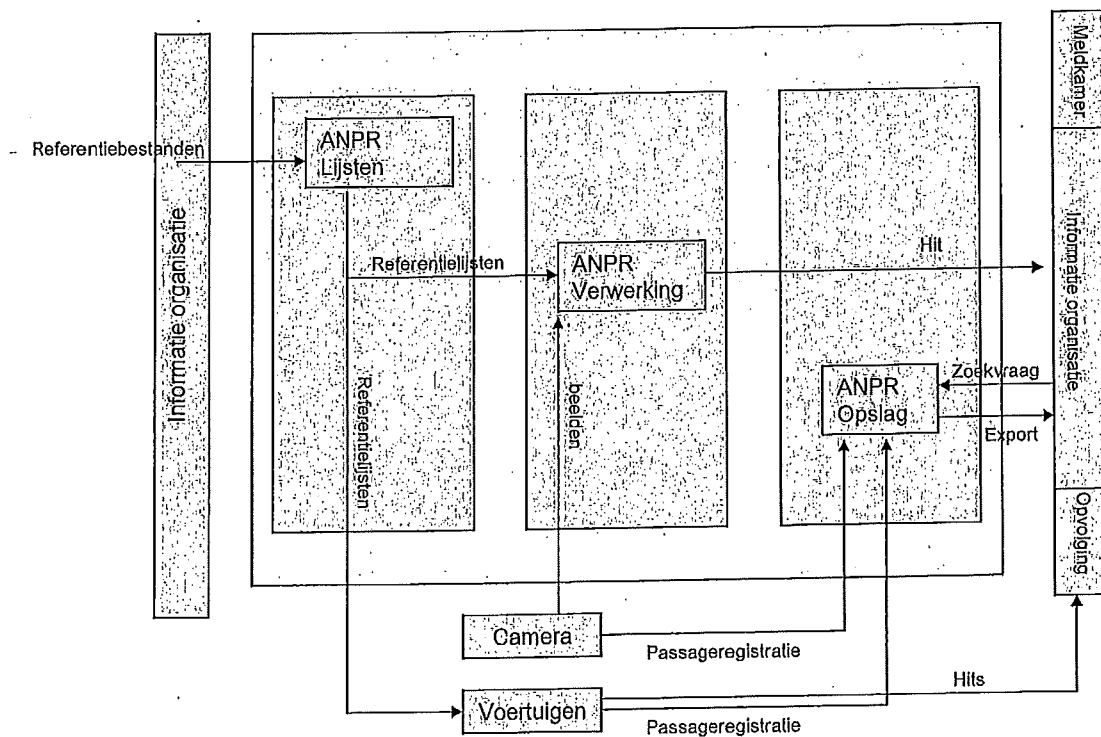 Meldkamer
ANPR
Lijsten
Referentiebestanden
Informatie organisatie
Informatie organisatie
Hit
Referentielijsten
ANPR
Verwerking
Referentielijsten
beelden
Zoekvraag
ANPR
Opslag
Export
Opvolging
Camera
Passageregistratie
Hits
Voertuigen
Passageregistratie